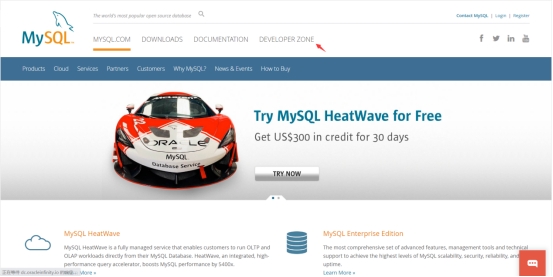 The world's most popular open source database
Contact MySQL | Login | Register
MySQL
MYSQL.COM DOWNLOADS DOCUMENTATION DEVELOPER ZONE
Products Cloud Services Partners Customers Why MySQL? News & Events How to Buy
Try MySQL HeatWave for Free
Get US$300 in credit for 30 days
ORACLE
MySQL
Database Service
TRY NOW
MySQL HeatWave
MySQL HeatWave is a fully managed service that enables customers to run OLTP and
OLAP workloads directly from their MySQL Database. HeatWave, an integrated, high-
performance query accelerator, boosts MySQL performance by 5400x.
More »
MySQL Enterprise Edition
The most comprehensive set of advanced features, management tools and technical
support to achieve the highest levels of MySQL scalability, security, reliability, and
uptime.
Learn More »